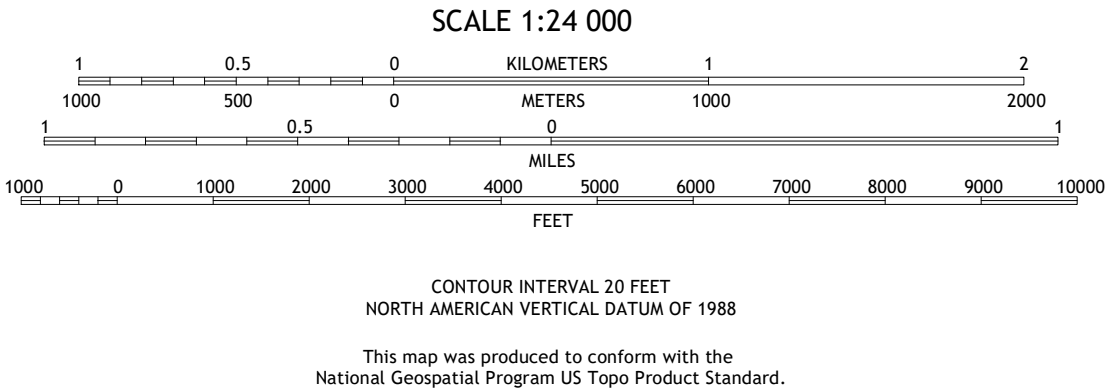 SCALE 1:24 000
1 0.5 0 KILOMETERS 1 2
1000 500 0 METERS 1000 2000
1 0.5 0 1
MILES
1000 0 1000 2000 3000 4000 5000 6000 7000 8000 9000 10000
FEET
CONTOUR INTERVAL 20 FEET
NORTH AMERICAN VERTICAL DATUM OF 1988
This map was produced to conform with the
National Geospatial Program US Topo Product Standard.